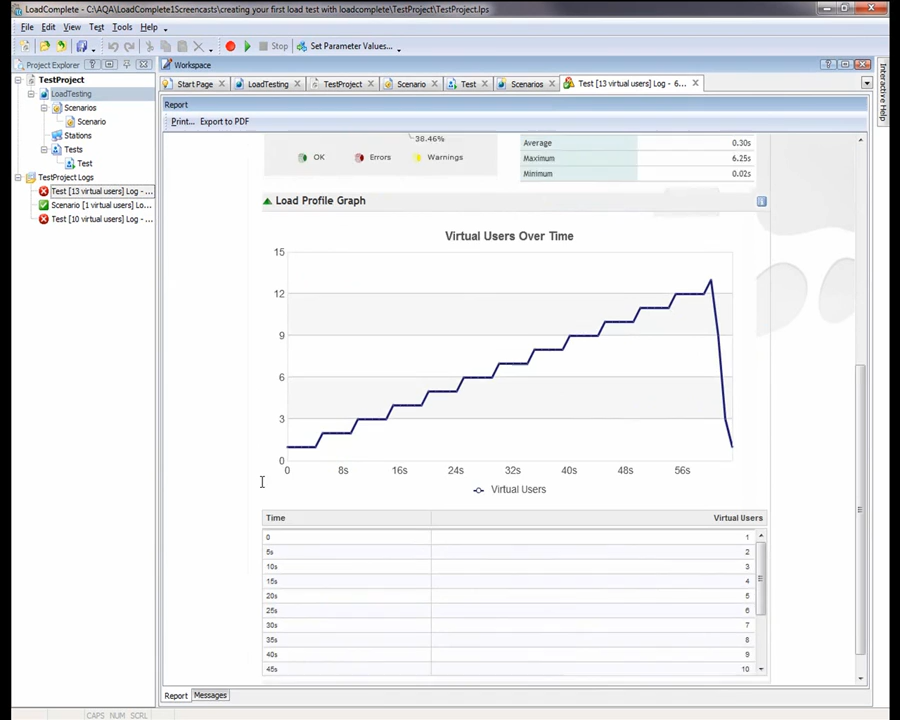 LoadComplete - C:\AQA\LoadComplete1Screencasts\creating your first load test with loadcomplete\TestProject\TestProject.lps
File Edit View Test Tools Help
Stop Set Parameter Values...
Project Explorer
TestProject
LoadTesting
Scenarios
Scenario
Stations
Tests
Test
TestProject Logs
Test [13 virtual users] Log - ...
Scenario [1 virtual users] Lo...
Test [10 virtual users] Log - ...
Workspace
Start Page LoadTesting TestProject Scenario Test Scenarios Test [13 virtual users] Log - 6...
Report
Print... Export to PDF
38.46%
OK Errors Warnings
Average 0.30s
Maximum 6.25s
Minimum 0.02s
Load Profile Graph
Virtual Users Over Time
15
12
9
6
3
0
0 8s 16s 24s 32s 40s 48s 56s
Virtual Users
Time Virtual Users
0 1
5s 2
10s 3
15s 4
20s 5
25s 6
30s 7
35s 8
40s 9
45s 10
Report Messages
CAPS NUM SCRL
Interactive Help